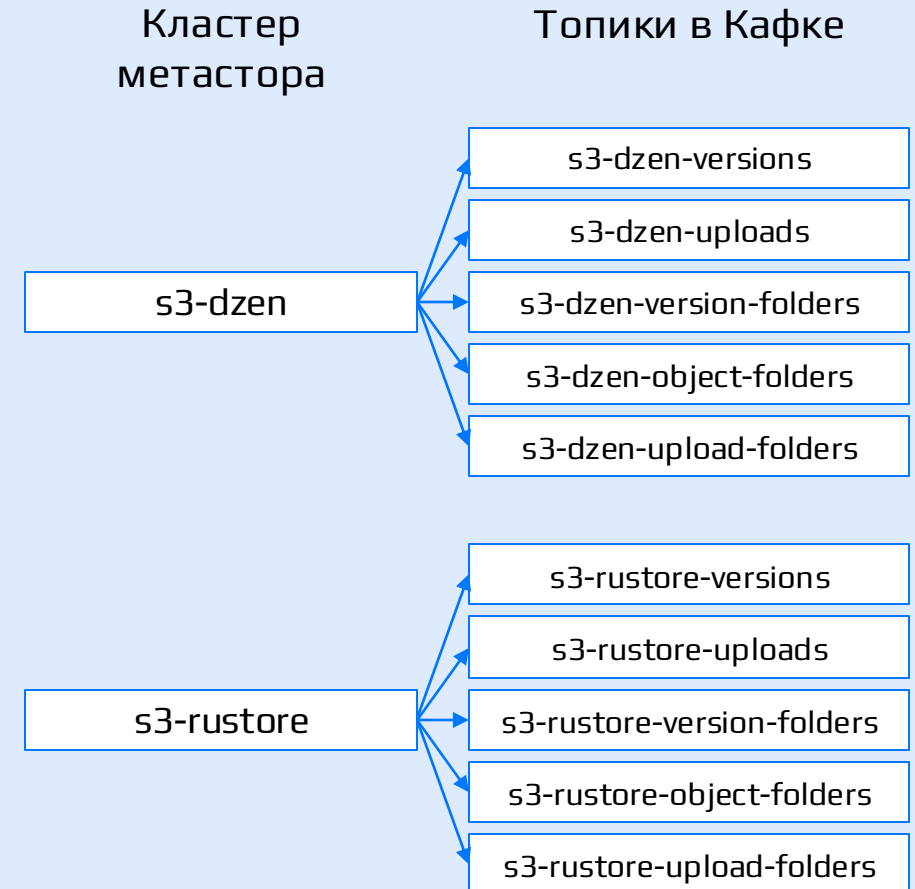 Кластер
метастора
Топики в Кафке
s3-dzen
s3-dzen-versions
s3-dzen-uploads
s3-dzen-version-folders
s3-dzen-object-folders
s3-dzen-upload-folders
s3-rustore
s3-rustore-versions
s3-rustore-uploads
s3-rustore-version-folders
s3-rustore-object-folders
s3-rustore-upload-folders